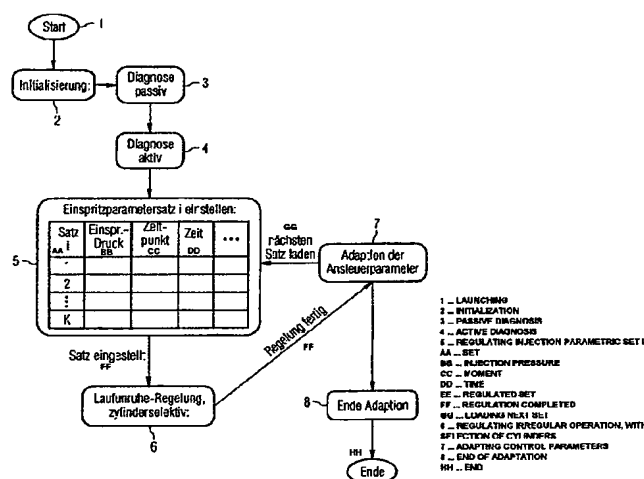 Start
1
Initialisierung:
2
Diagnose
passiv
3
Diagnose
aktiv
4
Einspritzparametersatz i einstellen:
5
Satz
i
AA
Einspr.-
Druck
BB
Zeit-
punkt
CC
Zeit
DD
...
2
K
GG
nächsten
Satz laden
7
Adaption der
Ansteuerparameter
Satz eingestellt:
FF
Regelung fertig
FF
Laufunruhe-Regelung,
zylinderselektiv:
6
8
Ende Adaption
HH
Ende
1 ... LAUNCHING
2 ... INITIALIZATION
3 ... PASSIVE DIAGNOSIS
4 ... ACTIVE DIAGNOSIS
5 ... REGULATING INJECTION PARAMETRIC SET I
AA ... SET
BB ... INJECTION PRESSURE
CC ... MOMENT
DD ... TIME
EE ... REGULATED SET
FF ... REGULATION COMPLETED
GG ... LOADING NEXT SET
6 ... REGULATING IRREGULAR OPERATION, WITH
SELECTION OF CYLINDERS
7 ... ADAPTING CONTROL PARAMETERS
8 ... END OF ADAPTATION
HH ... END